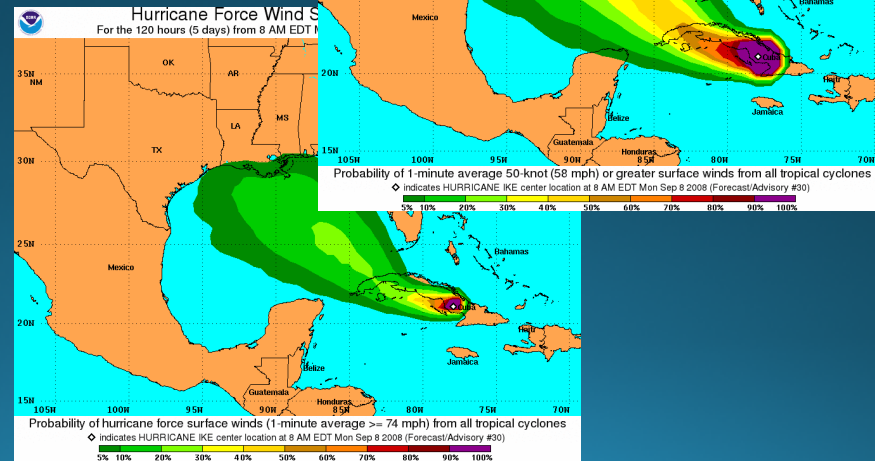 Hurricane Force Wind S
For the 120 hours (5 days) from 8 AM EDT M
NM
OK
AR
TX
LA
MS
35N
30N
25N
20N
15N
Mexico
Bahamas
Cuba
Haiti
Jamaica
Belize
Guatemala
Honduras
105W 100W 95W 90W 85W 80W 75W 70W
Probability of hurricane force surface winds (1-minute average >= 74 mph) from all tropical cyclones
indicates HURRICANE IKE center location at 8 AM EDT Mon Sep 8 2008 (Forecast/Advisory #30)
5% 10% 20% 30% 40% 50% 60% 70% 80% 90% 100%
Mexico
Bahamas
20N
Cuba
Haiti
Jamaica
Belize
Guatemala
Honduras
15N
105W 100W 95W 90W 85W 80W 75W 70W
Probability of 1-minute average 50-knot (58 mph) or greater surface winds from all tropical cyclones
indicates HURRICANE IKE center location at 8 AM EDT Mon Sep 8 2008 (Forecast/Advisory #30)
5% 10% 20% 30% 40% 50% 60% 70% 80% 90% 100%